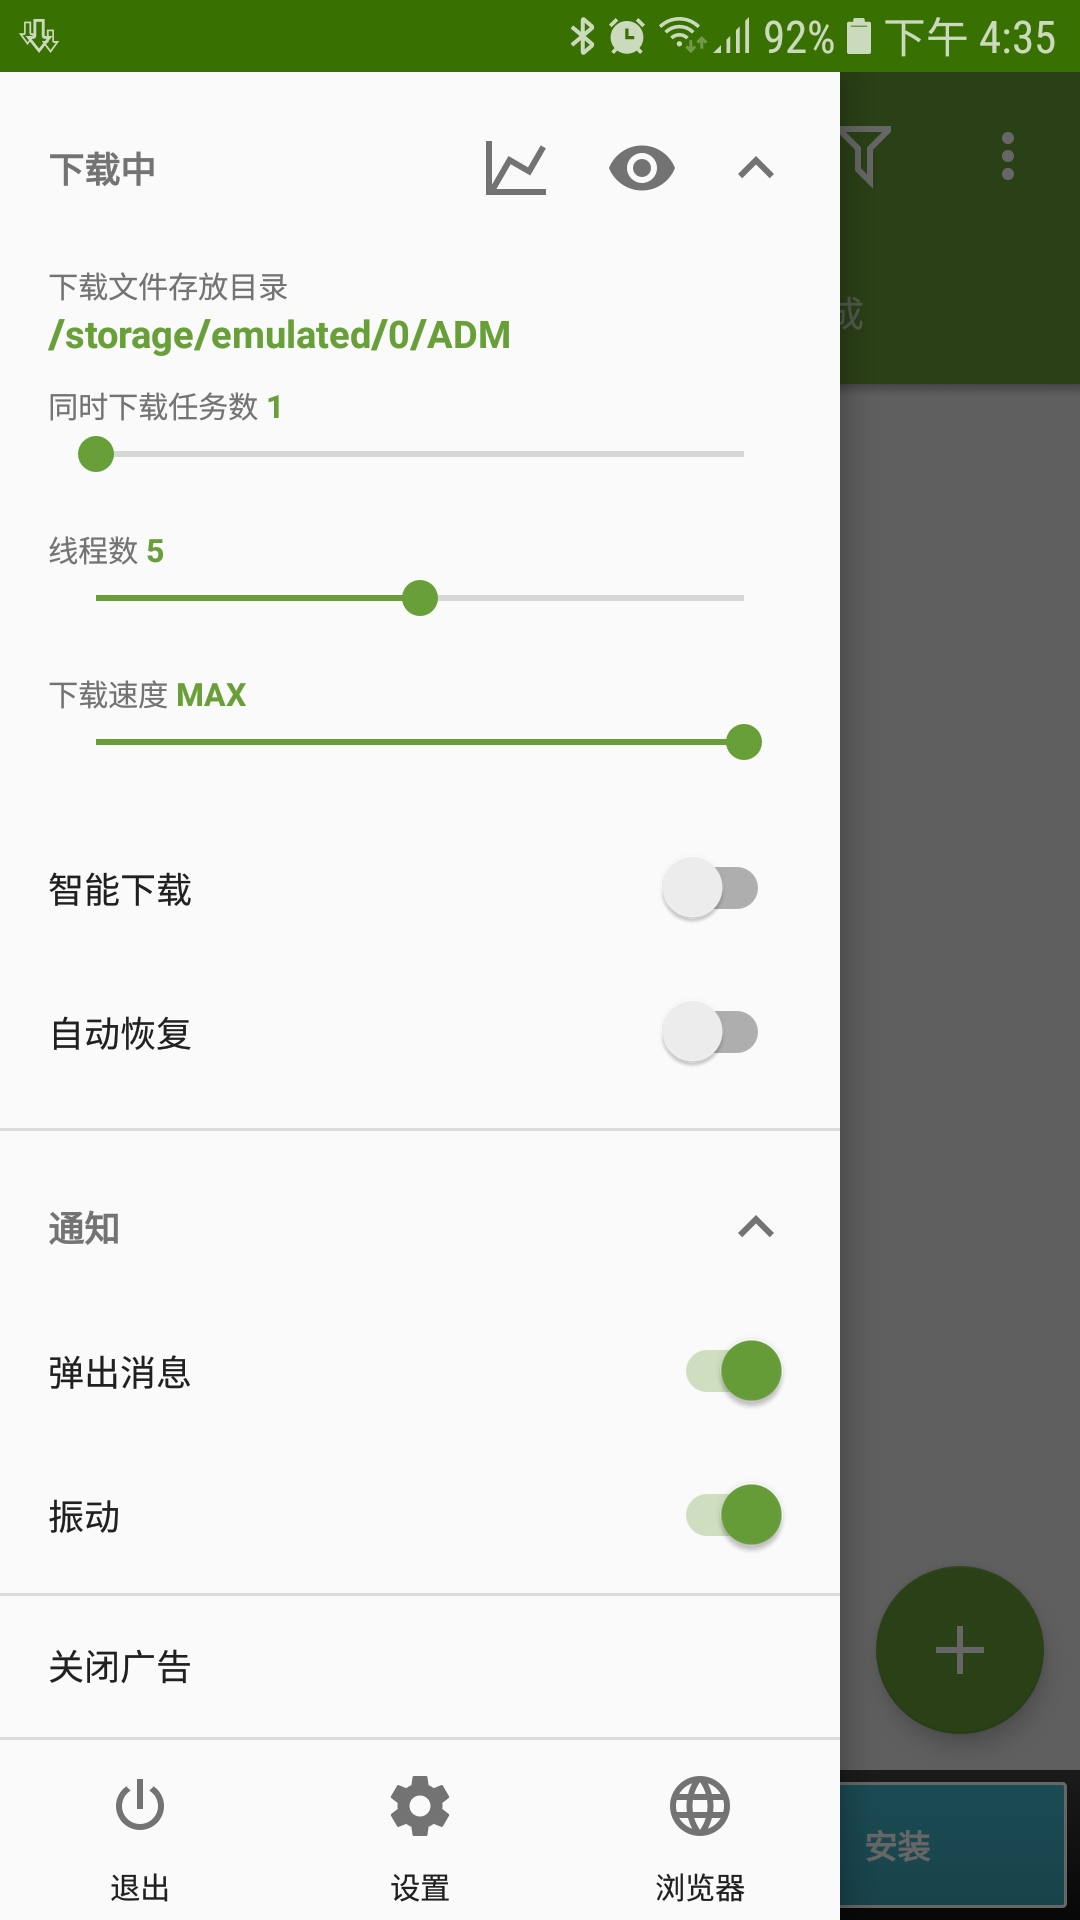 92% 下午 4:35
下载中
成
下载文件存放目录
/storage/emulated/0/ADM
同时下载任务数 1
线程数 5
下载速度 MAX
智能下载
自动恢复
通知
弹出消息
振动
关闭广告
安装
退出 设置 浏览器